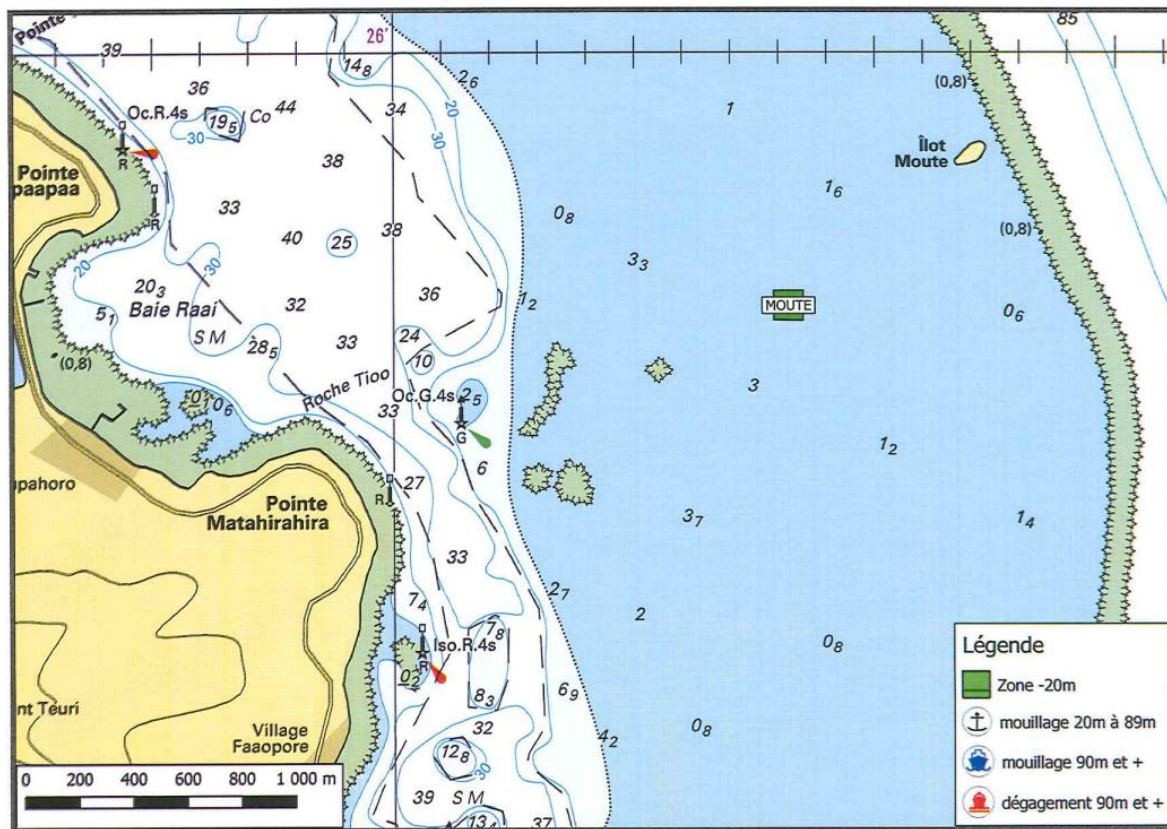 Pointe
39
26'
14₈
2₆
85
(0,8)
36
Oc.R.4s
19₅
Co
44
34
20
30
1
30
38
R
Pointe
paapaa
Îlot
Moute
1₆
33
0₈
R
(0,8)
40
25
38
3₃
20
30
20₃
36
1₂
MOUTE
0₆
5₁
Baie Raai
32
S M
24
33
28₅
10
(0,8)
Roche Tioo
3
0₆
33
Oc.G.4s
2₅
G
1₂
6
upahoro
27
R
Pointe
Matahirahira
3₇
1₄
33
2₇
7₄
2
7₈
Iso.R.4s
R
0₈
0₂
8₃
6₉
nt Teuri
Village
Faaopore
32
4₂
0₈
12₈
30
39
S M
13₄
37
0 200 400 600 800 1 000 m
Légende
Zone -20m
mouillage 20m à 89m
mouillage 90m et +
dégagement 90m et +